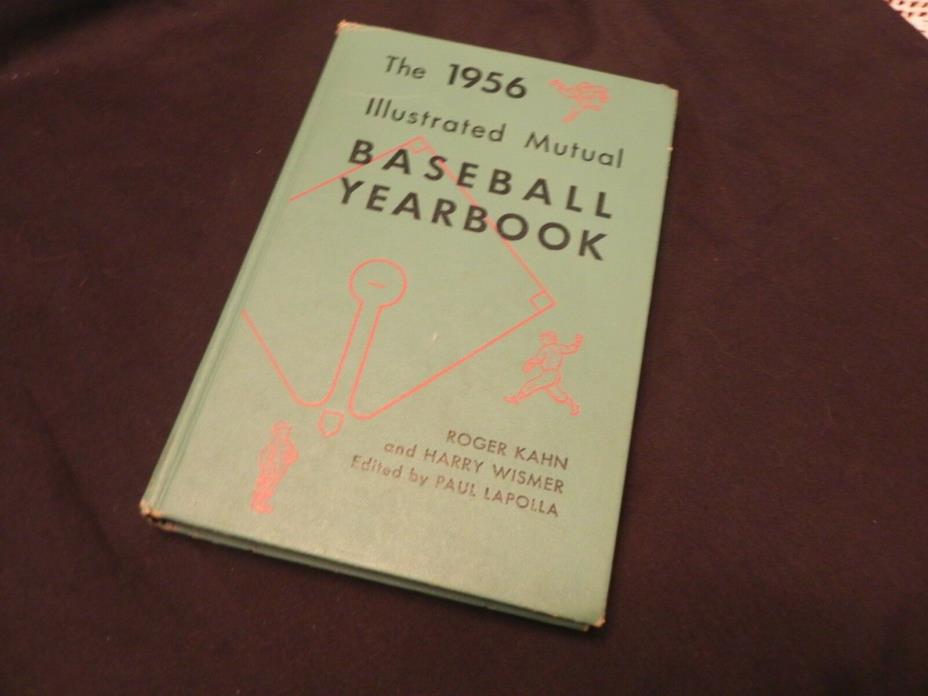 The 1956
Illustrated Mutual
BASEBALL
YEARBOOK
ROGER KAHN
and HARRY WISMER
Edited by PAUL LAPOLLA